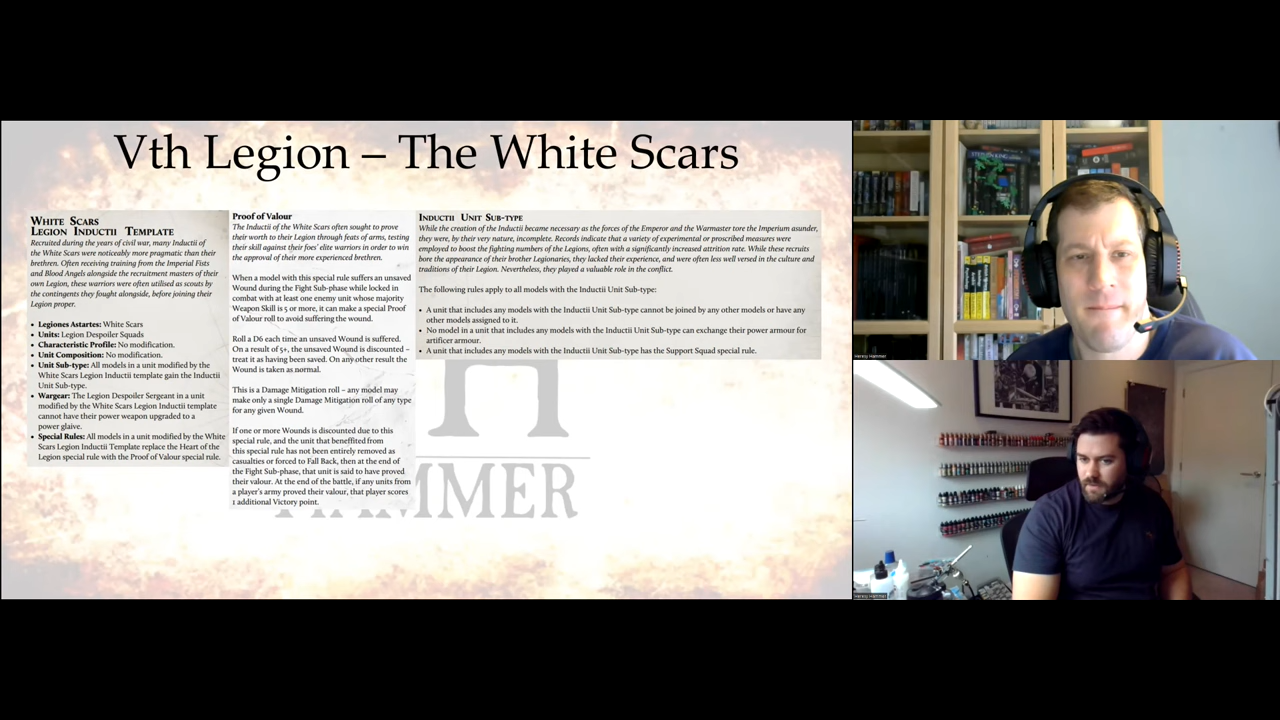 Vth Legion – The White Scars
White Scars
Legion Inductii Template
Recruited during the years of civil war, many Inductii of
the White Scars were noticeably more pragmatic than their
brethren. Often receiving training from the Imperial Fists
and Blood Angels alongside the recruitment masters of their
own Legion, these warriors were often utilised as scouts by
the contingents they fought alongside, before joining their
Legion proper.
• Legiones Astartes: White Scars
• Units: Legion Despoiler Squads
• Characteristic Profile: No modification.
• Unit Composition: No modification.
• Unit Sub-type: All models in a unit modified by the
White Scars Legion Inductii template gain the Inductii
Unit Sub-type.
• Wargear: The Legion Despoiler Sergeant in a unit
modified by the White Scars Legion Inductii template
cannot have their power weapon upgraded to a
power glaive.
• Special Rules: All models in a unit modified by the White
Scars Legion Inductii Template replace the Heart of the
Legion special rule with the Proof of Valour special rule.
Proof of Valour
The Inductii of the White Scars often sought to prove
their worth to their Legion through feats of arms, testing
their skill against their foes' elite warriors in order to win
the approval of their more experienced brethren.
When a model with this special rule suffers an unsaved
Wound during the Fight Sub-phase while locked in
combat with at least one enemy unit whose majority
Weapon Skill is 5 or more, it can make a special Proof
of Valour roll to avoid suffering the wound.
Roll a D6 each time an unsaved Wound is suffered.
On a result of 5+, the unsaved Wound is discounted –
treat it as having been saved. On any other result the
Wound is taken as normal.
This is a Damage Mitigation roll – any model may
make only a single Damage Mitigation roll of any type
for any given Wound.
If one or more Wounds is discounted due to this
special rule, and the unit that benefitted from
this special rule has not been entirely removed as
casualties or forced to Fall Back, then at the end of
the Fight Sub-phase, that unit is said to have proved
their valour. At the end of the battle, if any units from
a player's army proved their valour, that player scores
1 additional Victory point.
Inductii Unit Sub-type
While the creation of the Inductii became necessary as the forces of the Emperor and the Warmaster tore the Imperium asunder,
they were, by their very nature, incomplete. Records indicate that a variety of experimental or proscribed measures were
employed to boost the fighting numbers of the Legion, often with a significantly increased attrition rate. While these recruits
bore the appearance of their brother Legionaries, they lacked their experience, and were often less well versed in the culture and
traditions of their Legion. Nevertheless, they played a valuable role in the conflict.
The following rules apply to all models with the Inductii Unit Sub-type:
• A unit that includes any models with the Inductii Unit Sub-type cannot be joined by any other models or have any
other models assigned to it.
• No model in a unit that includes any models with the Inductii Unit Sub-type can exchange their power armour for
artificer armour.
• A unit that includes any models with the Inductii Unit Sub-type has the Support Squad special rule.
H
HAMMER